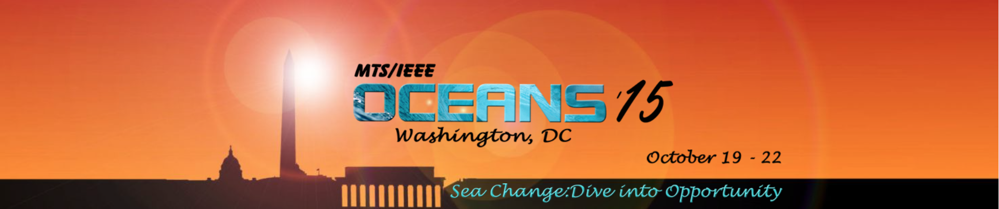 MTS/IEEE
OCEANS '15
Washington, DC
October 19 - 22
Sea Change:Dive into Opportunity